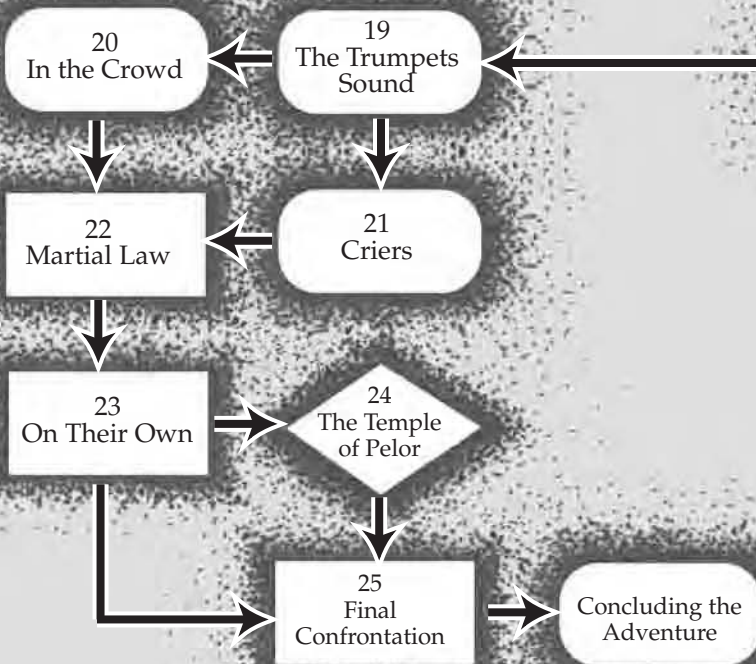 20
In the Crowd
19
The Trumpets
Sound
22
Martial Law
21
Criers
23
On Their Own
24
The Temple
of Pelor
25
Final
Confrontation
Concluding the
Adventure